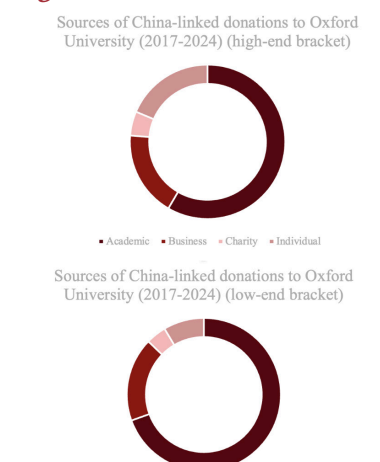 Sources of China-linked donations to Oxford
University (2017-2024) (high-end bracket)
Academic Business Charity Individual
Sources of China-linked donations to Oxford
University (2017-2024) (low-end bracket)